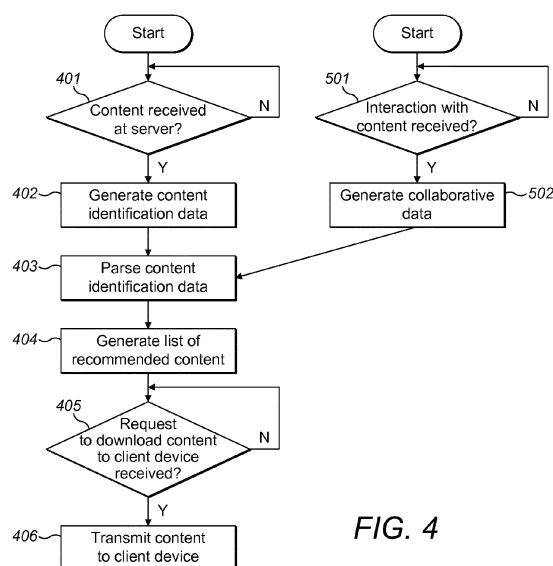 Start
Start
401
Content received
at server?
N
Y
501
Interaction with
content received?
N
Y
402
Generate content
identification data
Generate collaborative
data
502
403
Parse content
identification data
404
Generate list of
recommended content
405
Request
to download content
to client device
received?
N
Y
406
Transmit content
to client device
FIG. 4